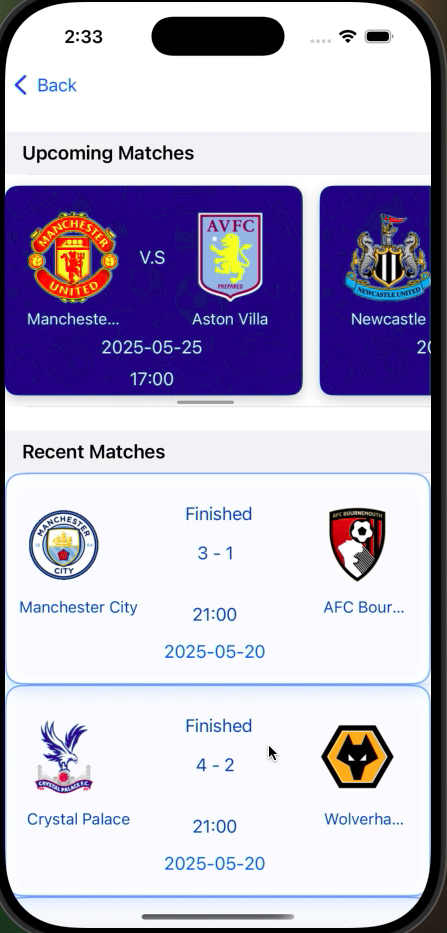 2:33
Back
Upcoming Matches
MANCHESTER
UNITED
V.S
AVFC
PREPARED
NEWCASTLE UNITED
Mancheste...
Aston Villa
Newcastle
2025-05-25
20
17:00
Recent Matches
MANCHESTER
CITY
Finished
AFC BOURNEMOUTH
3 - 1
Manchester City
21:00
AFC Bour...
2025-05-20
Finished
4 - 2
CRYSTAL PALACE F.C.
Crystal Palace
21:00
Wolverha...
2025-05-20